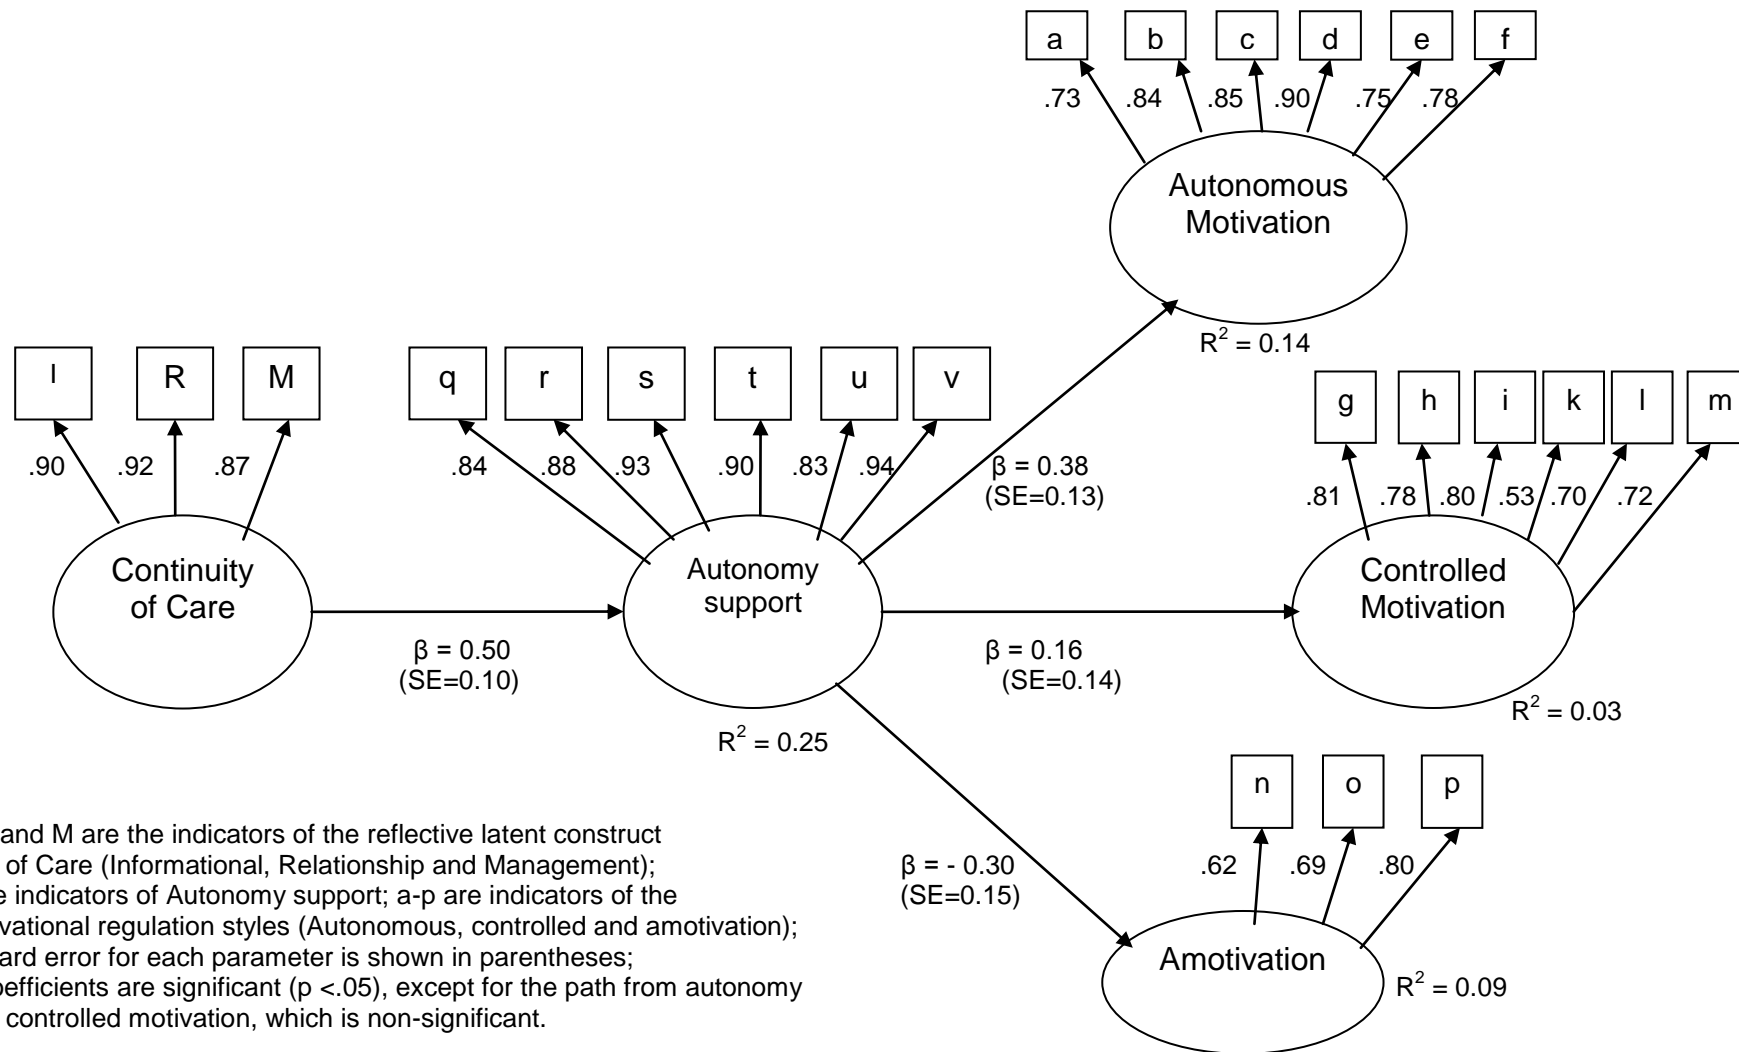 a b c d e f
.73 .84 .85 .90 .75 .78
Autonomous
Motivation
R² = 0.14
I R M
.90 .92 .87
Continuity
of Care
β = 0.50
(SE=0.10)
q r s t u v
.84 .88 .93 .90 .83 .94
Autonomy
support
R² = 0.25
β = 0.38
(SE=0.13)
β = 0.16
(SE=0.14)
β = - 0.30
(SE=0.15)
g h i k l m
.81 .78 .80 .53 .70 .72
Controlled
Motivation
R² = 0.03
n o p
.62 .69 .80
Amotivation
R² = 0.09
and M are the indicators of the reflective latent construct
of Care (Informational, Relationship and Management);
e indicators of Autonomy support; a-p are indicators of the
vational regulation styles (Autonomous, controlled and amotivation);
ard error for each parameter is shown in parentheses;
oefficients are significant (p <.05), except for the path from autonomy
controlled motivation, which is non-significant.